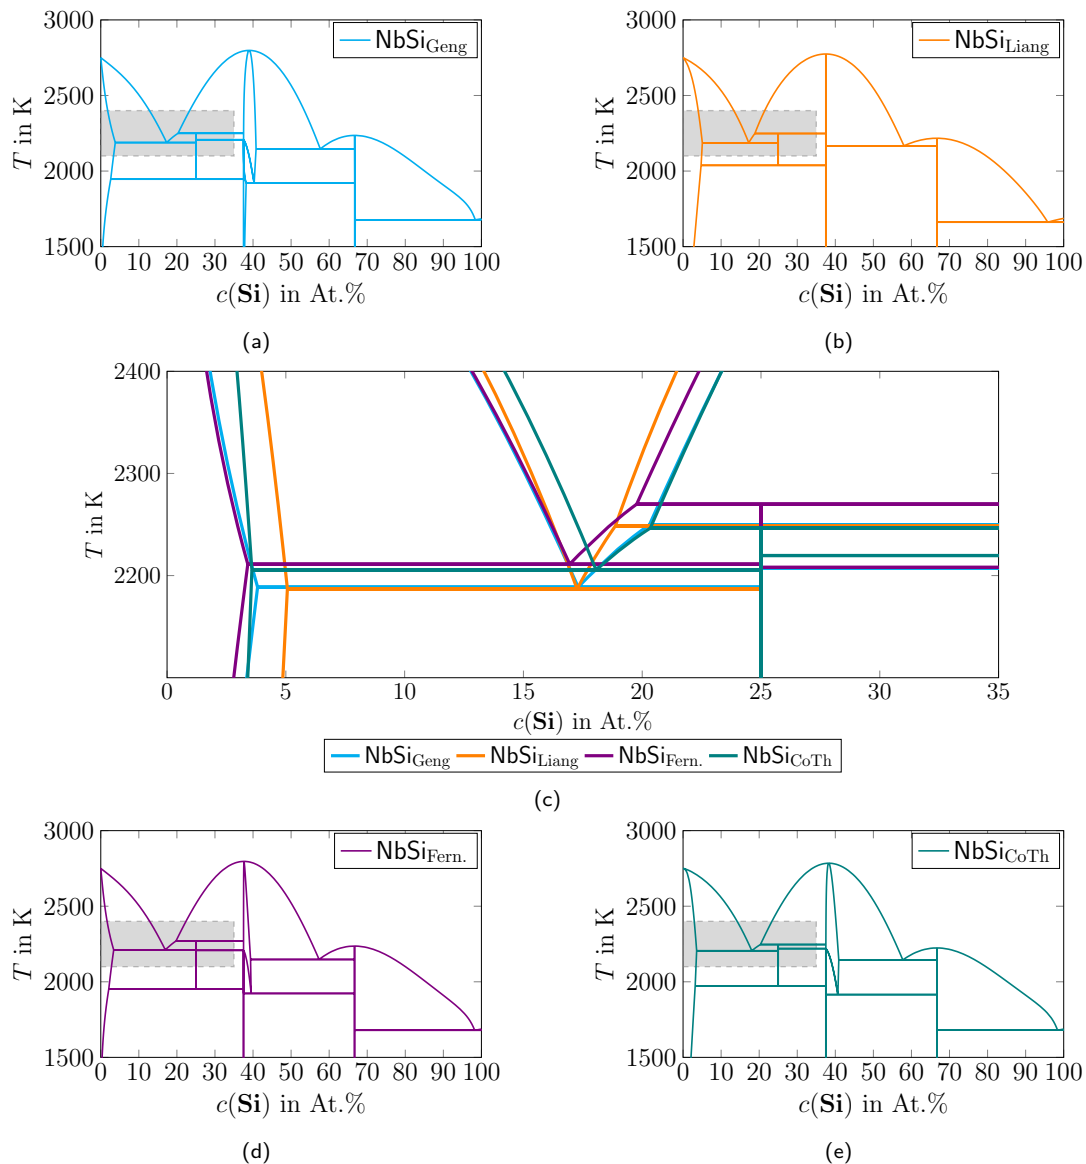 3000
2500
2000
1500
T in K
0 10 20 30 40 50 60 70 80 90 100
c(Si) in At.%
NbSiGeng
(a)
3000
2500
2000
1500
T in K
0 10 20 30 40 50 60 70 80 90 100
c(Si) in At.%
NbSiLiang
(b)
2400
2300
2200
T in K
0 5 10 15 20 25 30 35
c(Si) in At.%
NbSiGeng NbSiLiang NbSiFern. NbSiCoTh
(c)
3000
2500
2000
1500
T in K
0 10 20 30 40 50 60 70 80 90 100
c(Si) in At.%
NbSiFern.
(d)
3000
2500
2000
1500
T in K
0 10 20 30 40 50 60 70 80 90 100
c(Si) in At.%
NbSiCoTh
(e)